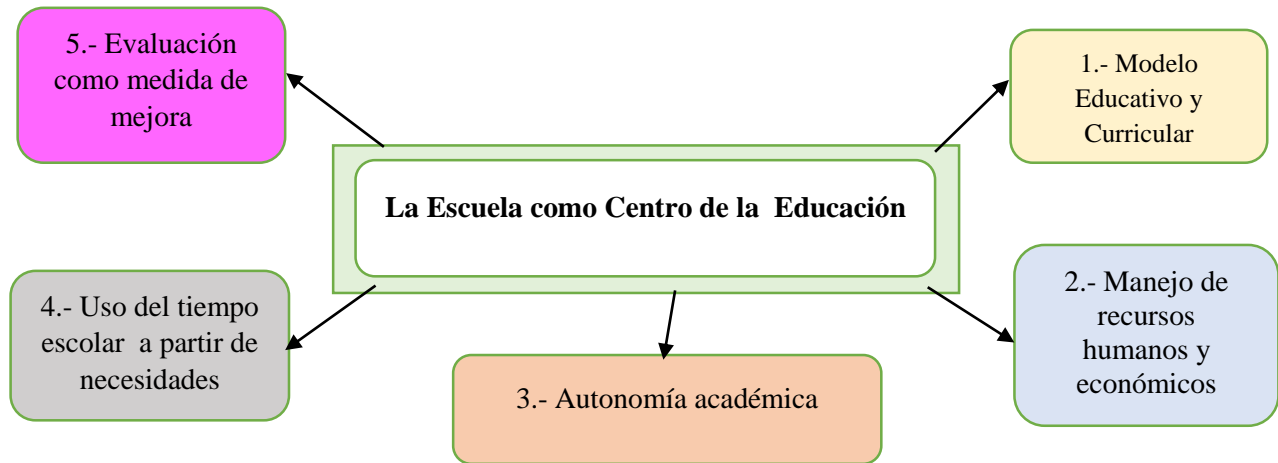 5.- Evaluación
como medida de
mejora
1.- Modelo
Educativo y
Curricular
La Escuela como Centro de la  Educación
4.- Uso del tiempo
escolar  a partir de
necesidades
3.- Autonomía académica
2.- Manejo de
recursos
humanos y
económicos